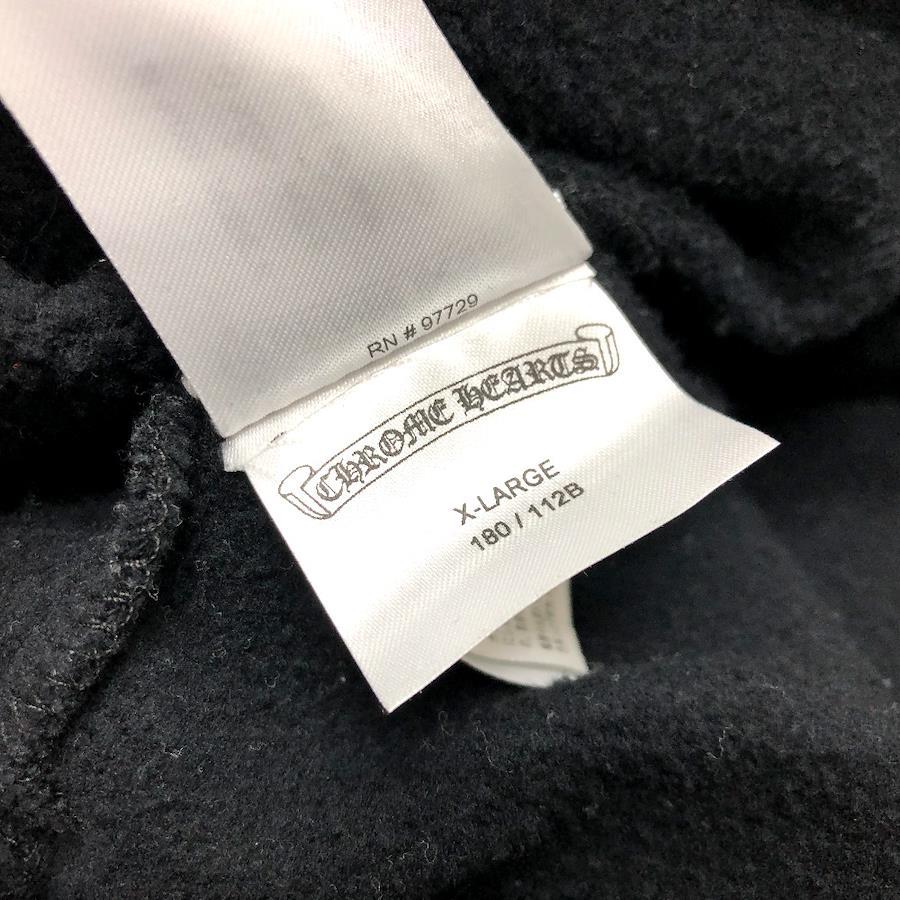 RN # 97729
CHROME HEARTS
X-LARGE
180 / 112B